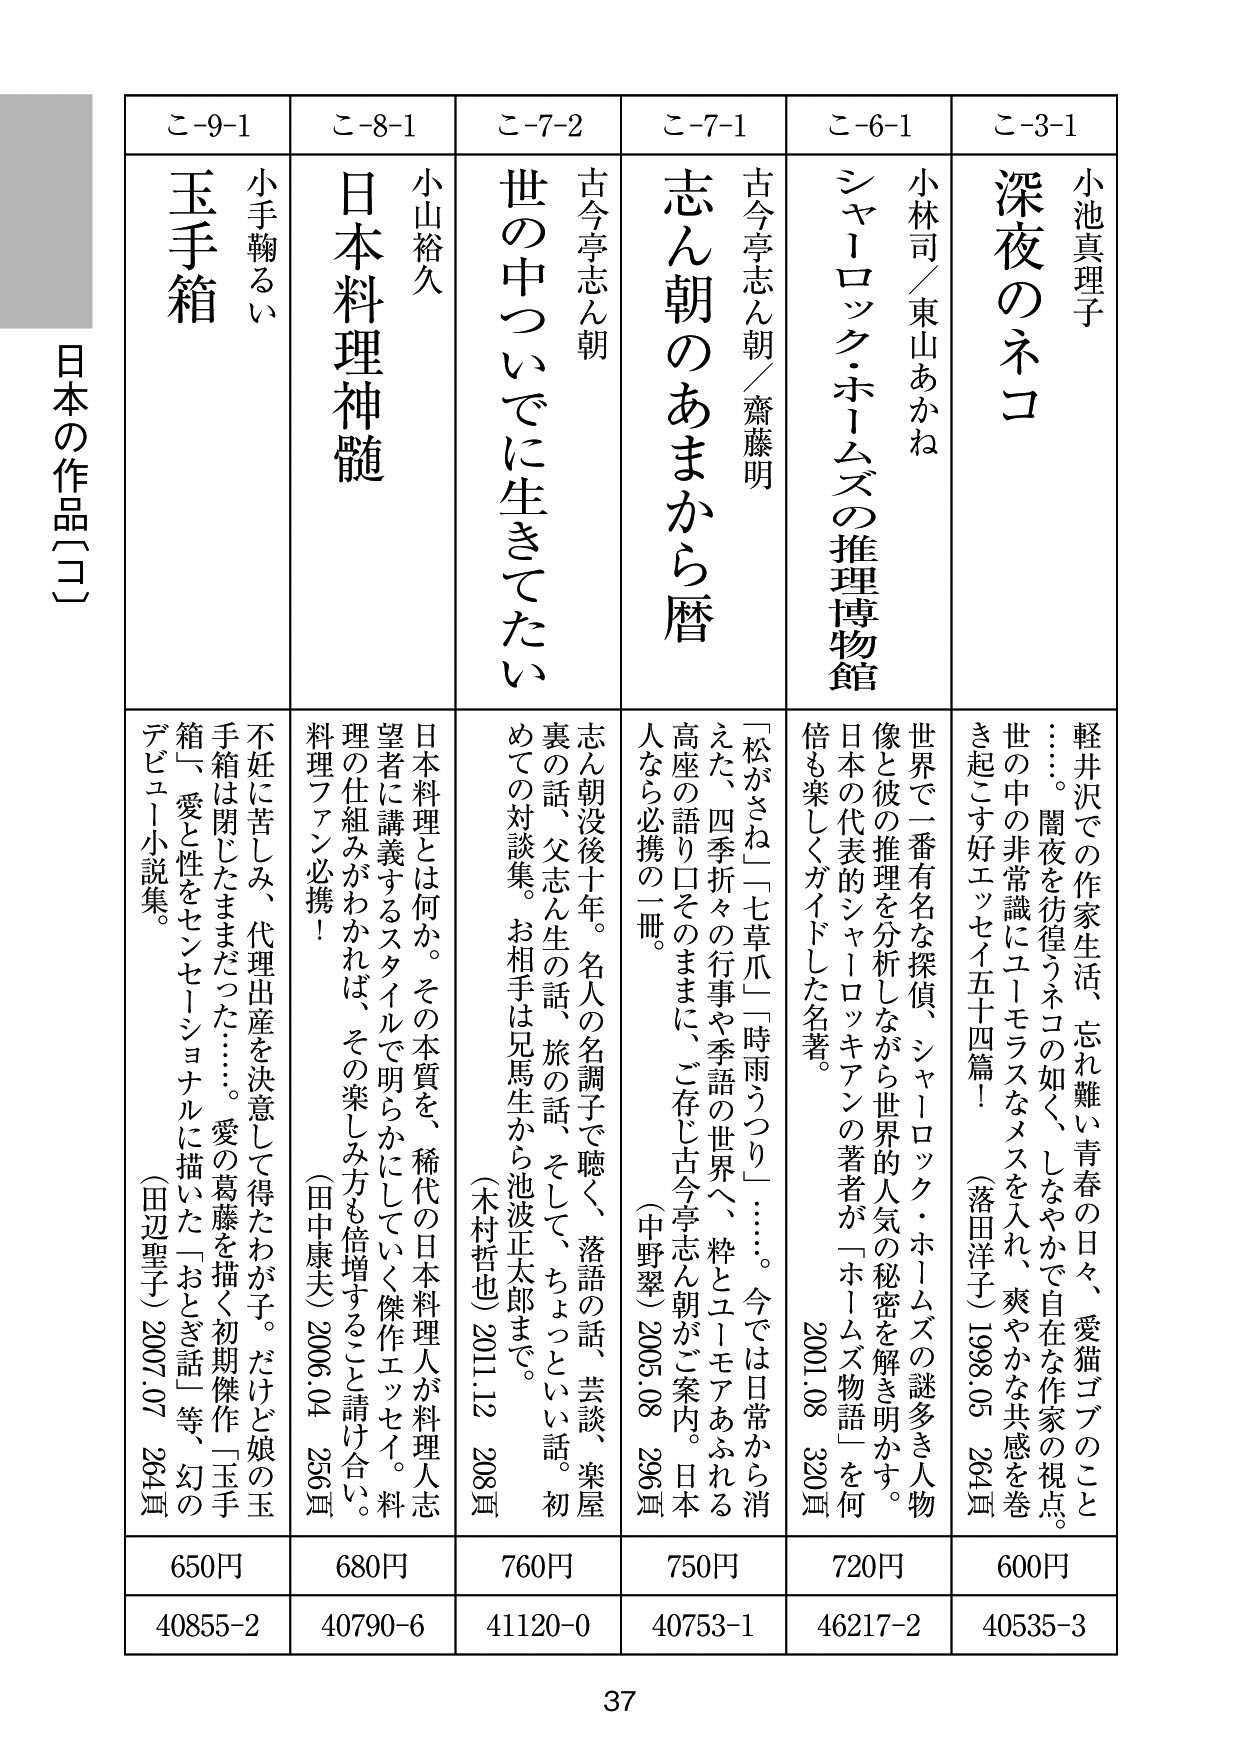 こ-3-1
小池真理子
深夜のネコ
軽井沢での作家生活、忘れ難い青春の日々、愛猫ゴブのこと
……。闇夜を彷徨うネコの如く、しなやかで自在な作家の視点。
世の中の非常識にユーモラスなメスを入れ、爽やかな共感を巻
き起こす好エッセイ五十四篇！
（落田洋子）1998.05 264頁
600円
40535-3
こ-6-1
小林司／東山あかね
シャーロック・ホームズの推理博物館
世界で一番有名な探偵、シャーロック・ホームズの謎多き人物
像と彼の推理を分析しながら世界的人気の秘密を解き明かす。
日本の代表的シャーロッキアンの著者が「ホームズ物語」を何
倍も楽しくガイドした名著。
2001.08 320頁
720円
46217-2
こ-7-1
古今亭志ん朝／齋藤明
志ん朝のあまから暦
「松がさね」「七草爪」「時雨うつり」……。今では日常から消
えた、四季折々の行事や季語の世界へ、粋とユーモアあふれる
高座の語り口そのままに、ご存じ古今亭志ん朝がご案内。日本
人なら必携の一冊。
（中野翠）2005.08 296頁
750円
40753-1
こ-7-2
古今亭志ん朝
世の中ついでに生きてたい
志ん朝没後十年。名人の名調子で聴く、落語の話、芸談、楽屋
裏の話、父志ん生の話、旅の話、そして、ちょっといい話。初
めての対談集。お相手は兄馬生から池波正太郎まで。
（木村哲也）2011.12 208頁
760円
41120-0
こ-8-1
小山裕久
日本料理神髄
日本料理とは何か。その本質を、稀代の日本料理人が料理人志
望者に講義するスタイルで明らかにしていく傑作エッセイ。料
理の仕組みがわかれば、その楽しみ方も倍増すること請け合い。
料理ファン必携！
（田中康夫）2006.04 256頁
680円
40790-6
こ-9-1
小手鞠るい
玉手箱
不妊に苦しみ、代理出産を決意して得たわが子。だけど娘の玉
手箱は閉じたままだった……。愛の葛藤を描く初期傑作「玉手
箱」、愛と性をセンセーショナルに描いた「おとぎ話」等、幻の
デビュー小説集。
（田辺聖子）2007.07 264頁
650円
40855-2
日本の作品〔コ〕
37